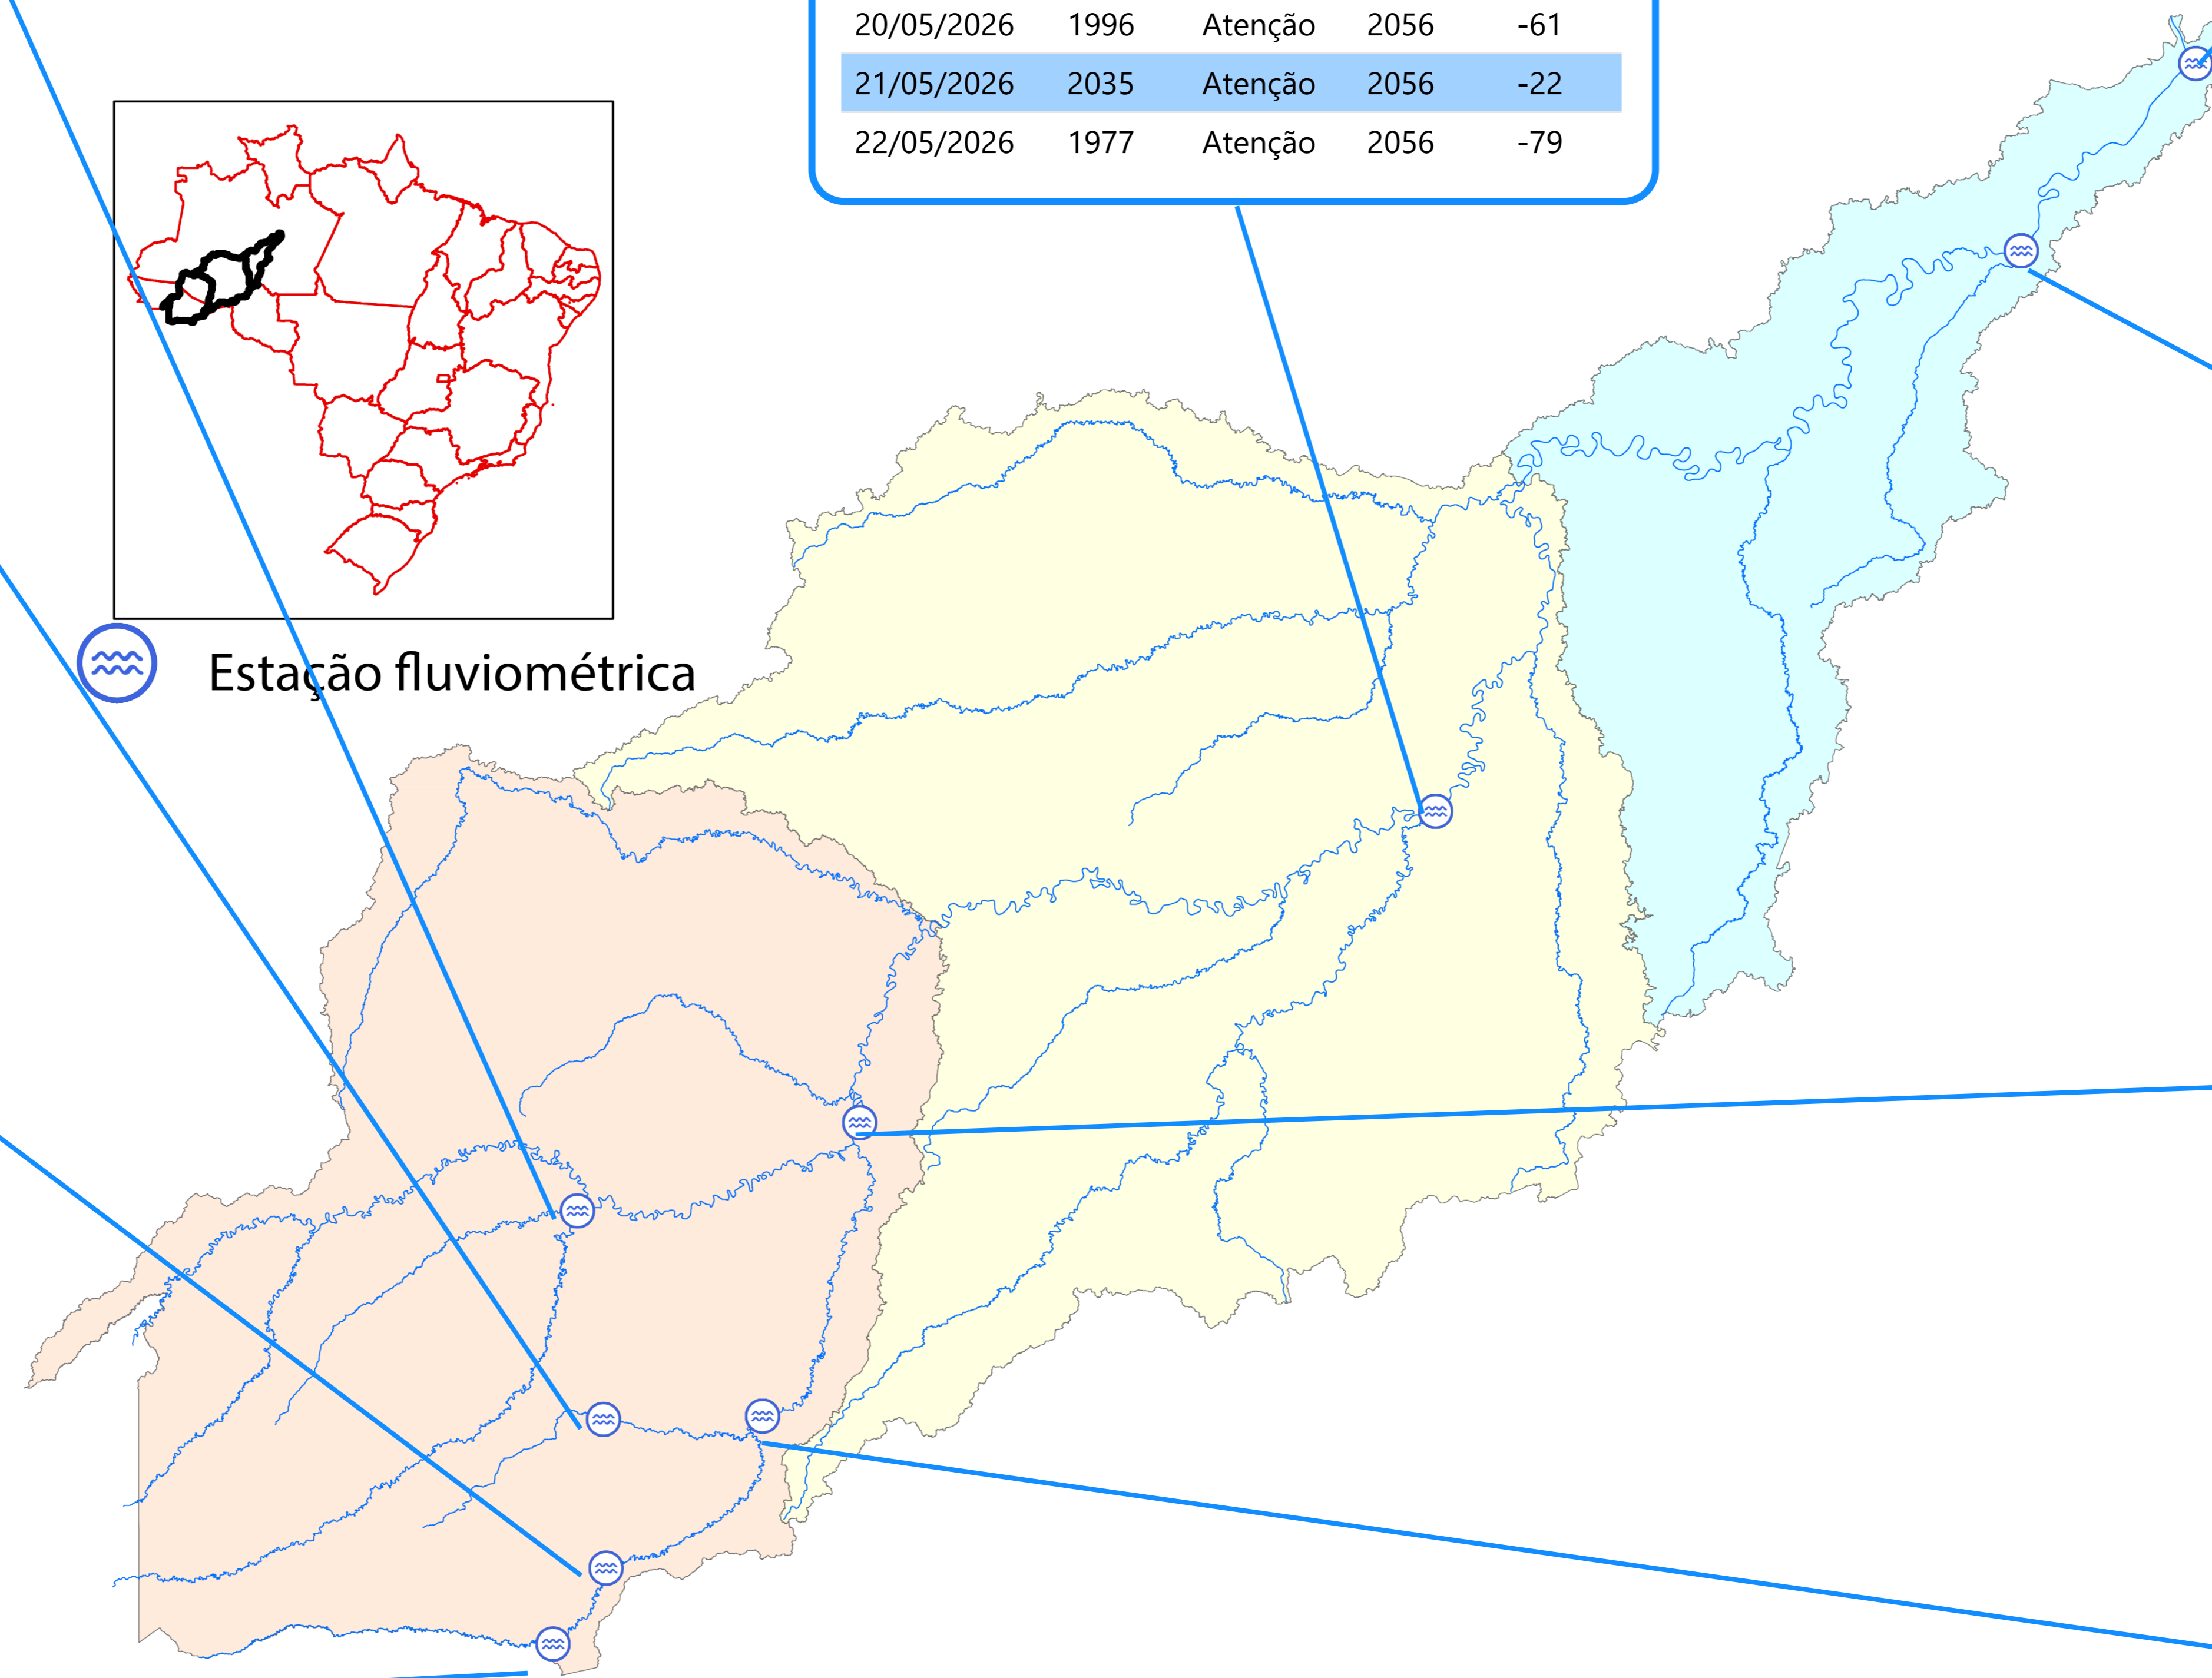 20/05/2026 1996 Atenção 2056 -61
21/05/2026 2035 Atenção 2056 -22
22/05/2026 1977 Atenção 2056 -79
Estação fluviométrica